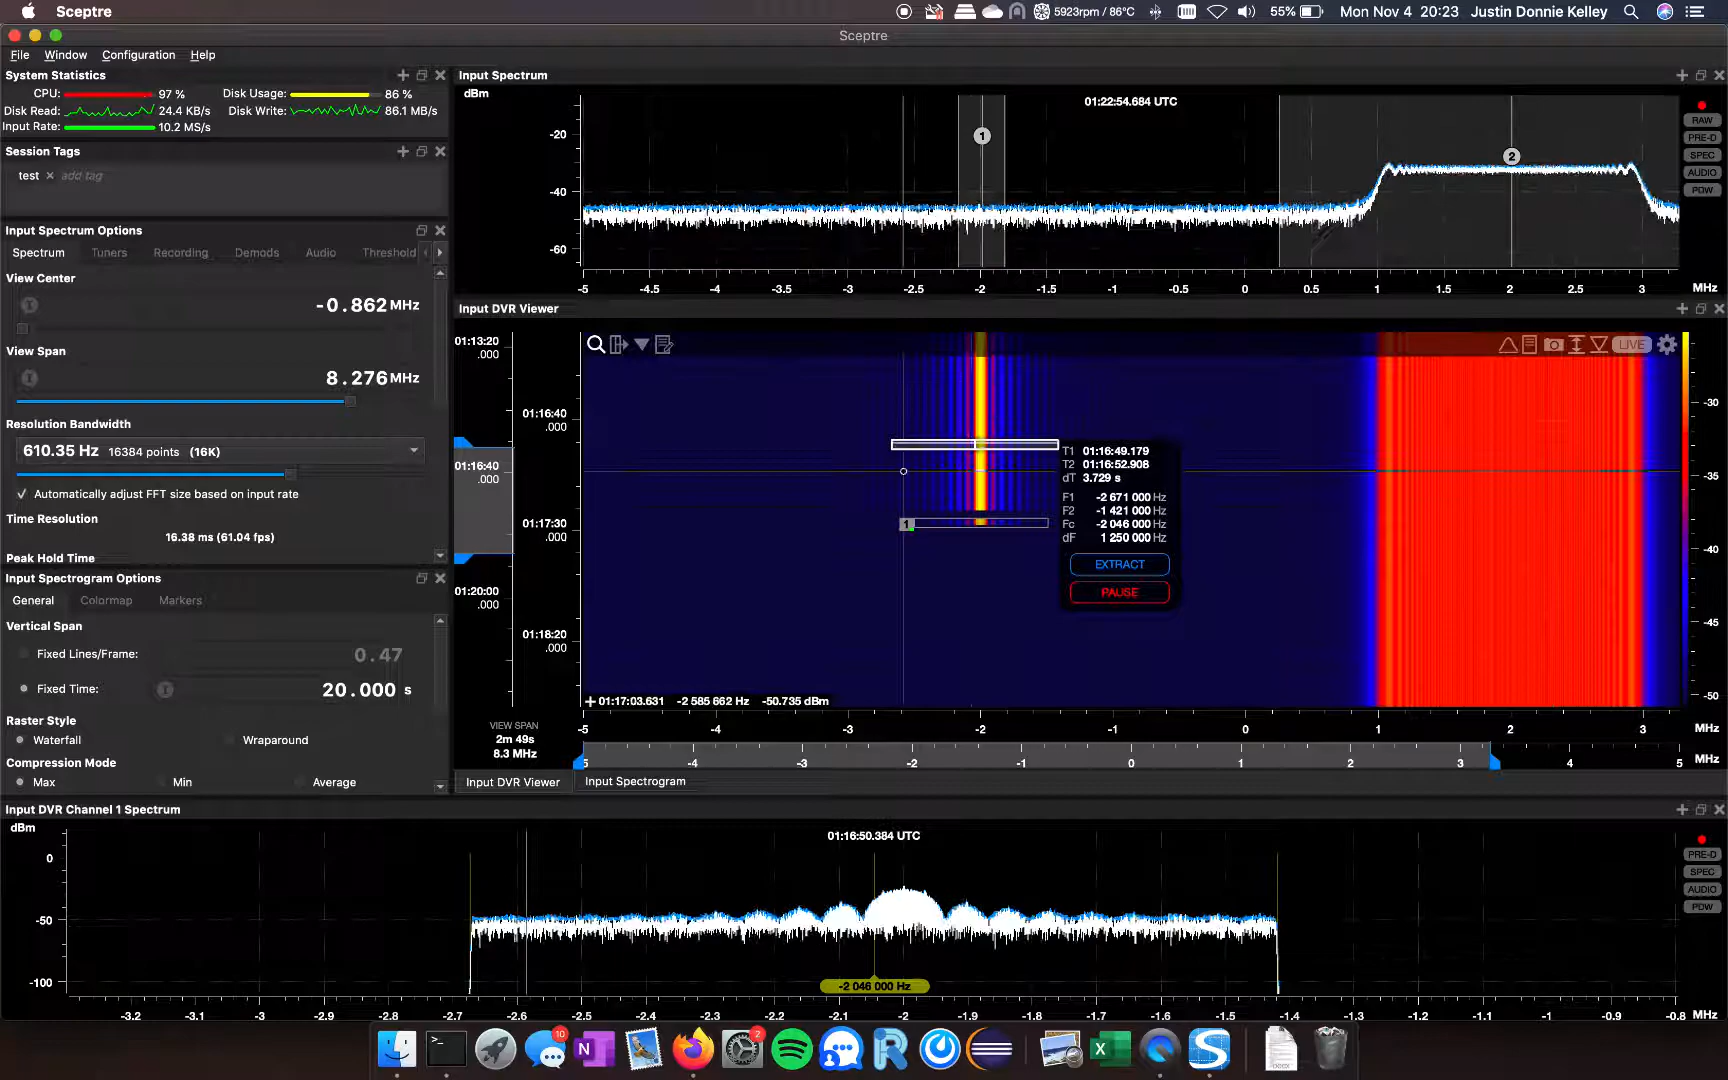 Sceptre
5923rpm / 86°C
55%
Mon Nov 4 20:23
Justin Donnie Kelley
Sceptre
File Window Configuration Help
System Statistics
CPU: 97 % Disk Usage: 86 %
Disk Read: 24.4 KB/s Disk Write: 86.1 MB/s
Input Rate: 10.2 MS/s
Session Tags
test × add tag
Input Spectrum Options
Spectrum Tuners Recording Demods Audio Threshold
View Center
-0.862 MHz
View Span
8.276 MHz
Resolution Bandwidth
610.35 Hz 16384 points (16K)
✓ Automatically adjust FFT size based on input rate
Time Resolution
16.38 ms (61.04 fps)
Peak Hold Time
Input Spectrogram Options
General Colormap Markers
Vertical Span
Fixed Lines/Frame: 0.47
Fixed Time: 20.000 s
Raster Style
Waterfall Wraparound
Compression Mode
Max Min Average
Input Spectrum
dBm
01:22:54.684 UTC
1
2
-20
-40
-60
-5 -4.5 -4 -3.5 -3 -2.5 -2 -1.5 -1 -0.5 0 0.5 1 1.5 2 2.5 3 MHz
RAW
PRE-D
SPEC
AUDIO
PDW
Input DVR Viewer
01:13:20
.000
01:16:40
.000
01:20:00
.000
01:16:40
.000
01:17:30
.000
01:18:20
.000
LIVE
T1 01:16:49.179
T2 01:16:52.908
dT 3.729 s
F1 -2 671 000 Hz
F2 -1 421 000 Hz
Fc -2 046 000 Hz
dF 1 250 000 Hz
EXTRACT
PAUSE
1
-30
-40
-45
-50
01:17:03.631 -2 585 662 Hz -50.735 dBm
-5 -4 -3 -2 -1 0 1 2 3 MHz
VIEW SPAN
2m 49s
8.3 MHz
-4 -3 -2 -1 0 1 2 3 4 5 MHz
Input DVR Viewer Input Spectrogram
Input DVR Channel 1 Spectrum
dBm
01:16:50.384 UTC
0
-50
-100
-2 046 000 Hz
-3.2 -3.1 -3 -2.9 -2.8 -2.7 -2.6 -2.5 -2.4 -2.3 -2.2 -2.1 -2 -1.9 -1.8 -1.7 -1.6 -1.5 -1.4 -1.3 -1.2 -1.1 -1 -0.9 -0.8 MHz
PRE-D
SPEC
AUDIO
PDW
10
N
2
X
S